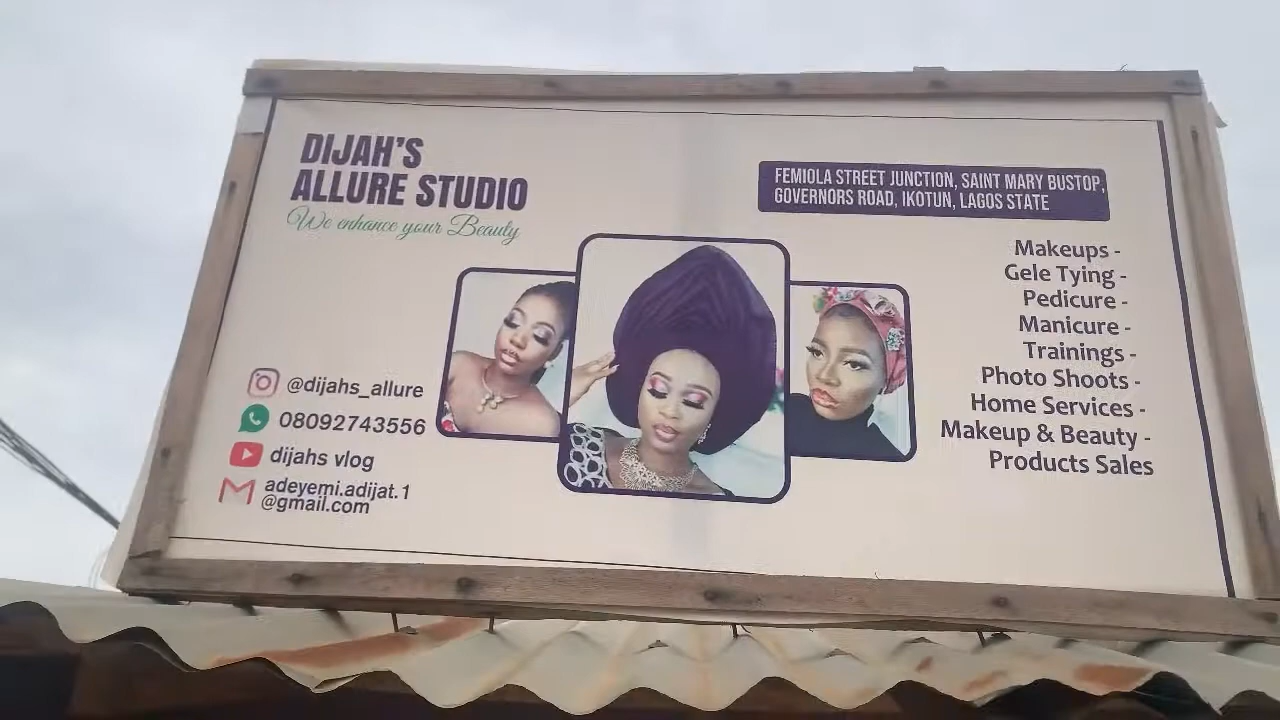 DIJAH'S
ALLURE STUDIO
We enhance your Beauty
FEMIOLA STREET JUNCTION, SAINT MARY BUSTOP,
GOVERNORS ROAD, IKOTUN, LAGOS STATE
Makeups -
Gele Tying -
Pedicure -
Manicure -
Trainings -
Photo Shoots -
Home Services -
Makeup & Beauty -
Products Sales
@dijahs_allure
08092743556
dijahs vlog
adeyemi.adijat.1
@gmail.com